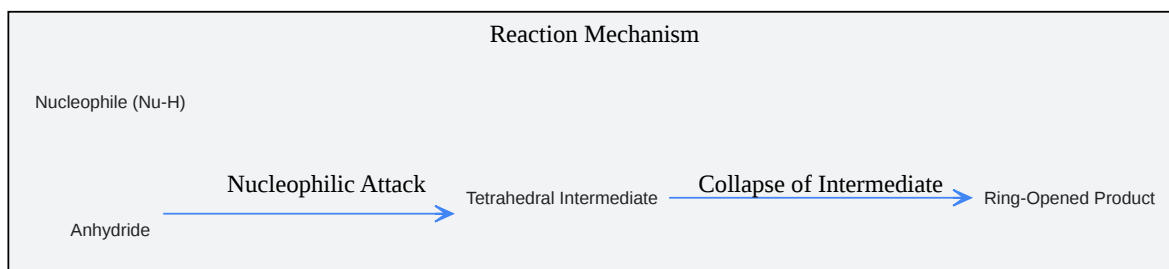 Reaction Mechanism
Nucleophile (Nu-H)
Nucleophilic Attack
Collapse of Intermediate
Tetrahedral Intermediate
Ring-Opened Product
Anhydride